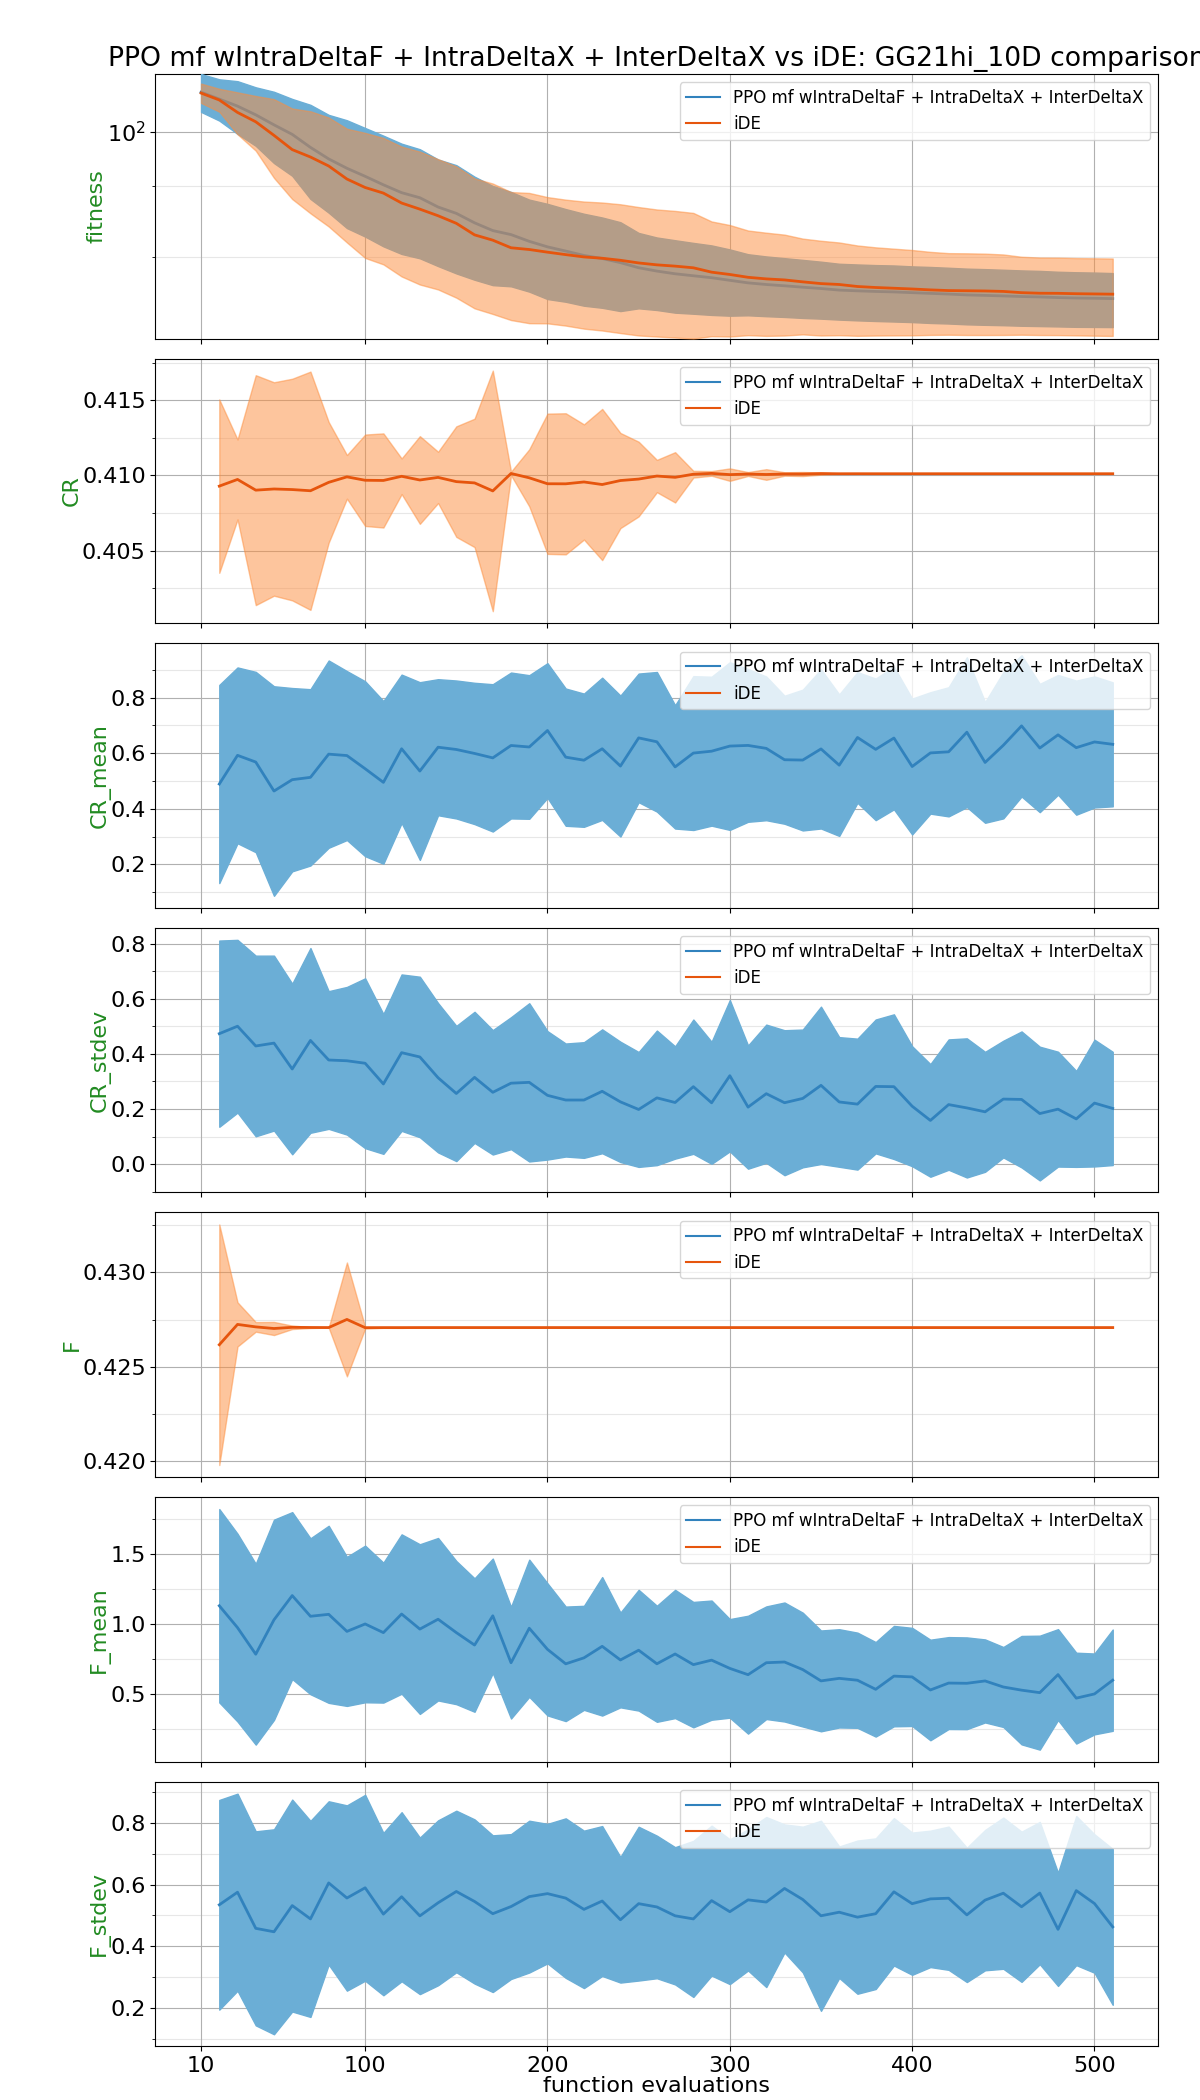 PPO mf wIntraDeltaF + IntraDeltaX + InterDeltaX vs iDE: GG21hi_10D comparison
PPO mf wIntraDeltaF + IntraDeltaX + InterDeltaX
iDE
10²
fitness
PPO mf wIntraDeltaF + IntraDeltaX + InterDeltaX
iDE
0.415
0.410
0.405
CR
PPO mf wIntraDeltaF + IntraDeltaX + InterDeltaX
iDE
0.8
0.6
0.4
0.2
CR_mean
PPO mf wIntraDeltaF + IntraDeltaX + InterDeltaX
iDE
0.8
0.6
0.4
0.2
0.0
CR_stdev
PPO mf wIntraDeltaF + IntraDeltaX + InterDeltaX
iDE
0.430
0.425
0.420
F
PPO mf wIntraDeltaF + IntraDeltaX + InterDeltaX
iDE
1.5
1.0
0.5
F_mean
PPO mf wIntraDeltaF + IntraDeltaX + InterDeltaX
iDE
0.8
0.6
0.4
0.2
F_stdev
10 100 200 300 400 500
function evaluations